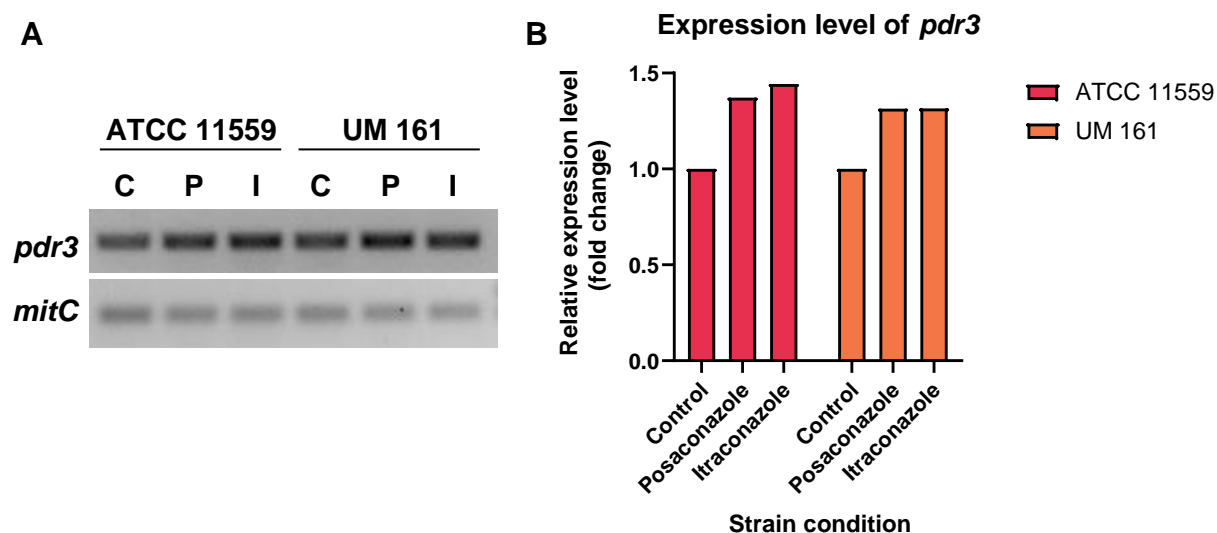 A
ATCC 11559 UM 161
C P I C P I
pdr3
mitC
B
Expression level of pdr3
Relative expression level
(fold change)
1.5
1.0
0.5
0.0
Control
Posaconazole
Itraconazole
Control
Posaconazole
Itraconazole
Strain condition
ATCC 11559
UM 161